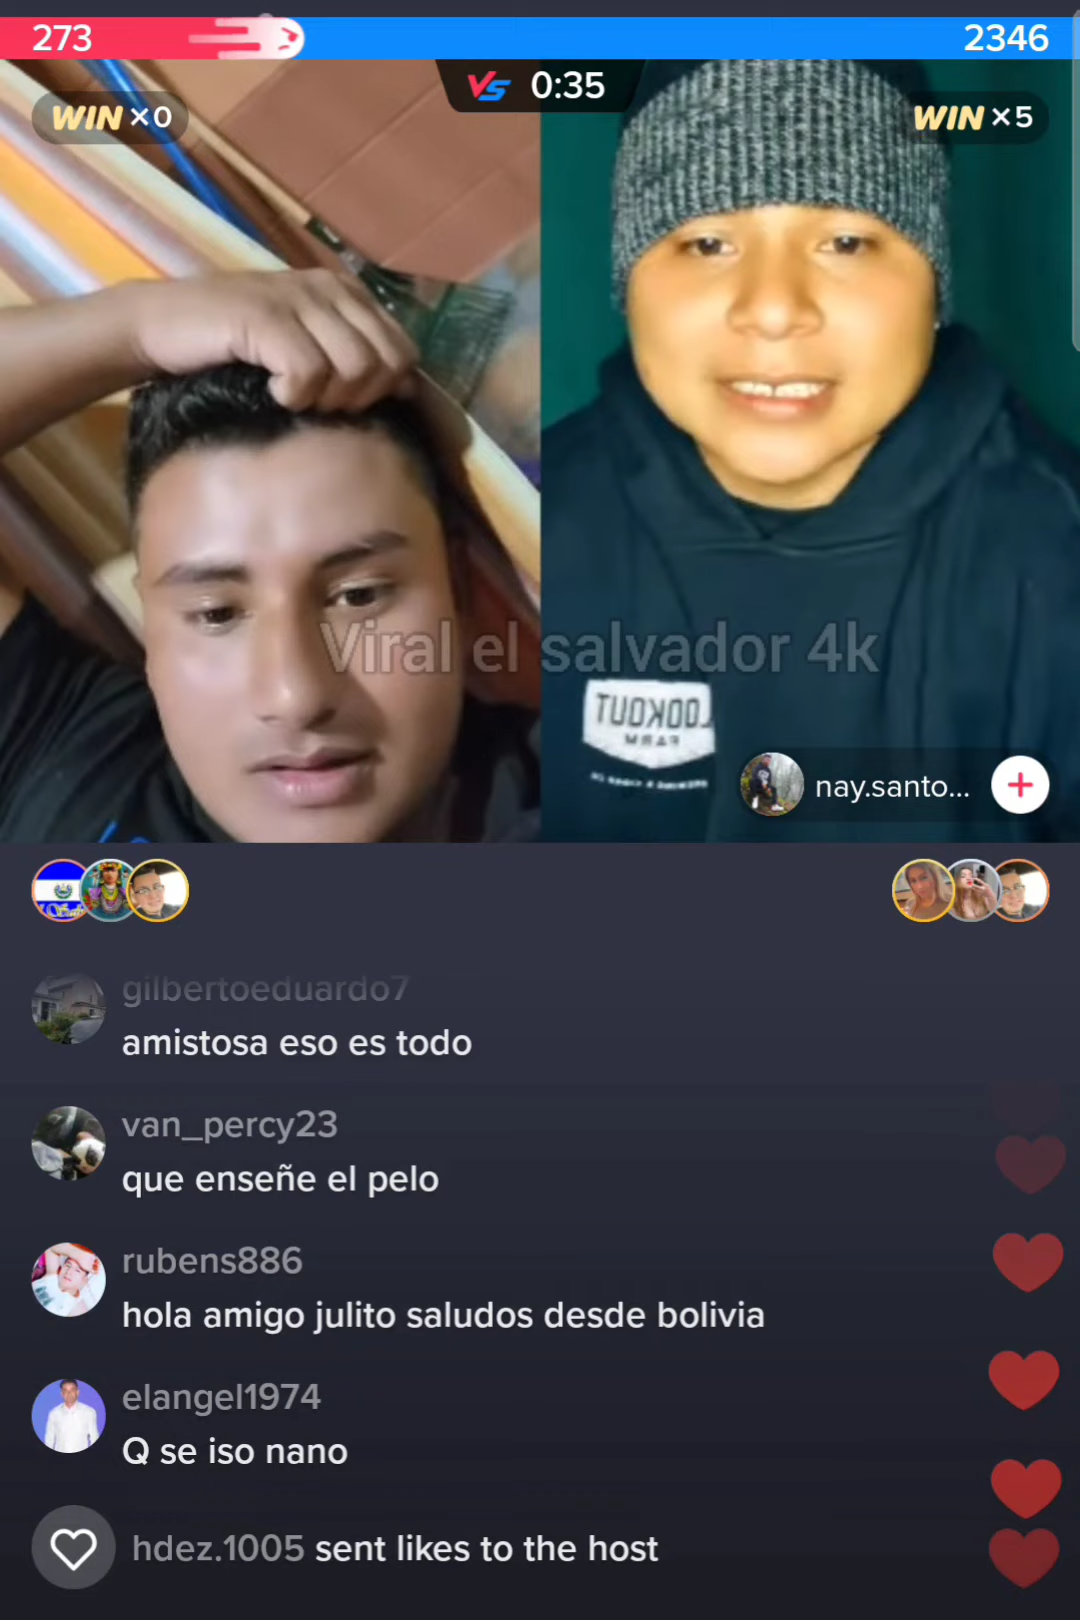 273
2346
VS 0:35
WIN ×0
WIN ×5
Viral el salvador 4k
LOOKOUT
FARM
nay.santo...
gilbertoeduardo7
amistosa eso es todo
van_percy23
que enseñe el pelo
rubens886
hola amigo julito saludos desde bolivia
elangel1974
Q se iso nano
hdez.1005 sent likes to the host